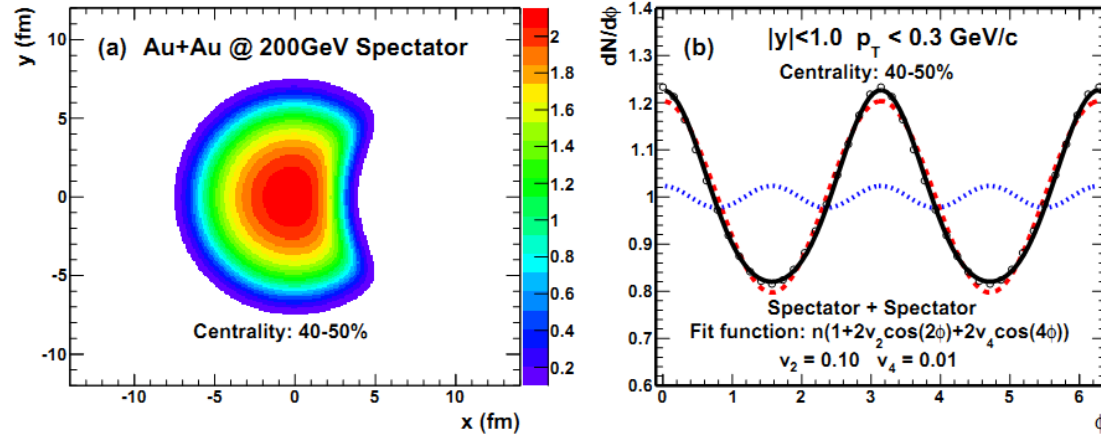 y (fm)
10
5
0
-5
-10
(a) Au+Au @ 200GeV Spectator
Centrality: 40-50%
-10 -5 0 5 10
x (fm)
2
1.8
1.6
1.4
1.2
1
0.8
0.6
0.4
0.2
dN/dϕ
1.4
1.3
1.2
1.1
1.0
0.9
0.8
0.7
0.6
|y|<1.0 p_T < 0.3 GeV/c (b)
Centrality: 40-50%
Spectator + Spectator
Fit function: n(1+2v_2cos(2ϕ)+2v_4cos(4ϕ))
v_2 = 0.10 v_4 = 0.01
0 1 2 3 4 5 6